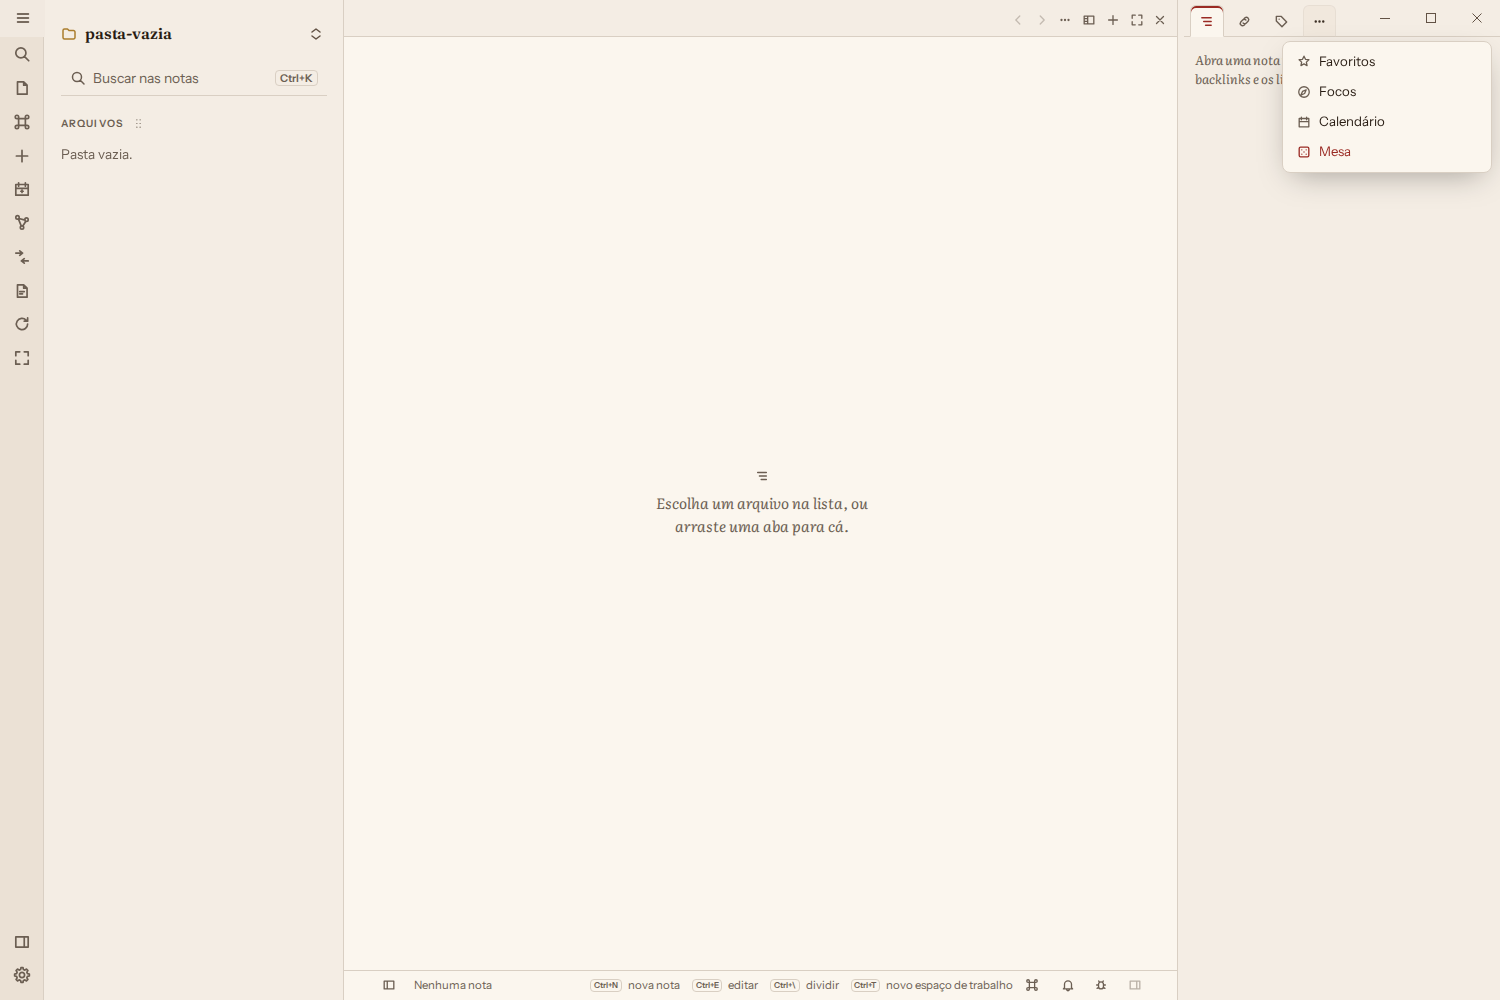 pasta-vazia
Buscar nas notas
Ctrl+K
ARQUIVOS
Pasta vazia.
Escolha um arquivo na lista, ou
arraste uma aba para cá.
Abra uma nota
backlinks e os
Favoritos
Focos
Calendário
Mesa
Nenhuma nota
Ctrl+N nova nota
Ctrl+E editar
Ctrl+\ dividir
Ctrl+T novo espaço de trabalho